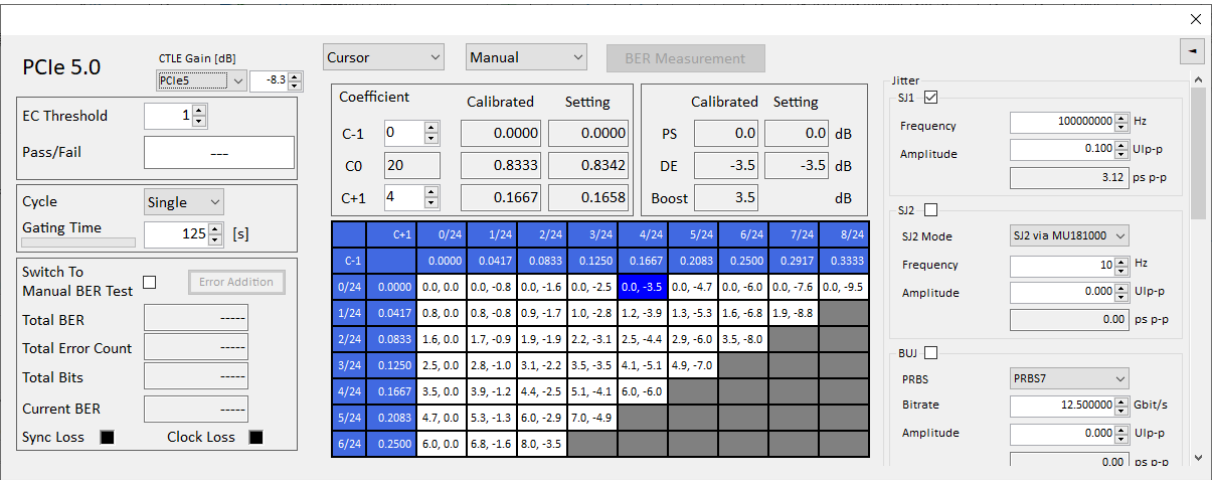 PCIe 5.0
CTLE Gain [dB]
PCIe5 -8.3
EC Threshold 1
Pass/Fail ---
Cycle Single
Gating Time 125 [s]
Switch To
Manual BER Test Error Addition
Total BER -----
Total Error Count -----
Total Bits -----
Current BER -----
Sync Loss Clock Loss
Cursor Manual BER Measurement
Coefficient Calibrated Setting
C-1 0 0.0000 0.0000
C0 20 0.8333 0.8342
C+1 4 0.1667 0.1658
Calibrated Setting
PS 0.0 0.0 dB
DE -3.5 -3.5 dB
Boost 3.5 dB
C+1 0/24 1/24 2/24 3/24 4/24 5/24 6/24 7/24 8/24
C-1 0.0000 0.0417 0.0833 0.1250 0.1667 0.2083 0.2500 0.2917 0.3333
0/24 0.0000 0.0, 0.0 0.0, -0.8 0.0, -1.6 0.0, -2.5 0.0, -3.5 0.0, -4.7 0.0, -6.0 0.0, -7.6 0.0, -9.5
1/24 0.0417 0.8, 0.0 0.8, -0.8 0.9, -1.7 1.0, -2.8 1.2, -3.9 1.3, -5.3 1.6, -6.8 1.9, -8.8
2/24 0.0833 1.6, 0.0 1.7, -0.9 1.9, -1.9 2.2, -3.1 2.5, -4.4 2.9, -6.0 3.5, -8.0
3/24 0.1250 2.5, 0.0 2.8, -1.0 3.1, -2.2 3.5, -3.5 4.1, -5.1 4.9, -7.0
4/24 0.1667 3.5, 0.0 3.9, -1.2 4.4, -2.5 5.1, -4.1 6.0, -6.0
5/24 0.2083 4.7, 0.0 5.3, -1.3 6.0, -2.9 7.0, -4.9
6/24 0.2500 6.0, 0.0 6.8, -1.6 8.0, -3.5
Jitter
SJ1
Frequency 100000000 Hz
Amplitude 0.100 UIp-p
3.12 ps p-p
SJ2
SJ2 Mode SJ2 via MU181000
Frequency 10 Hz
Amplitude 0.000 UIp-p
0.00 ps p-p
BUJ
PRBS PRBS7
Bitrate 12.500000 Gbit/s
Amplitude 0.000 UIp-p
0.00 ps p-p